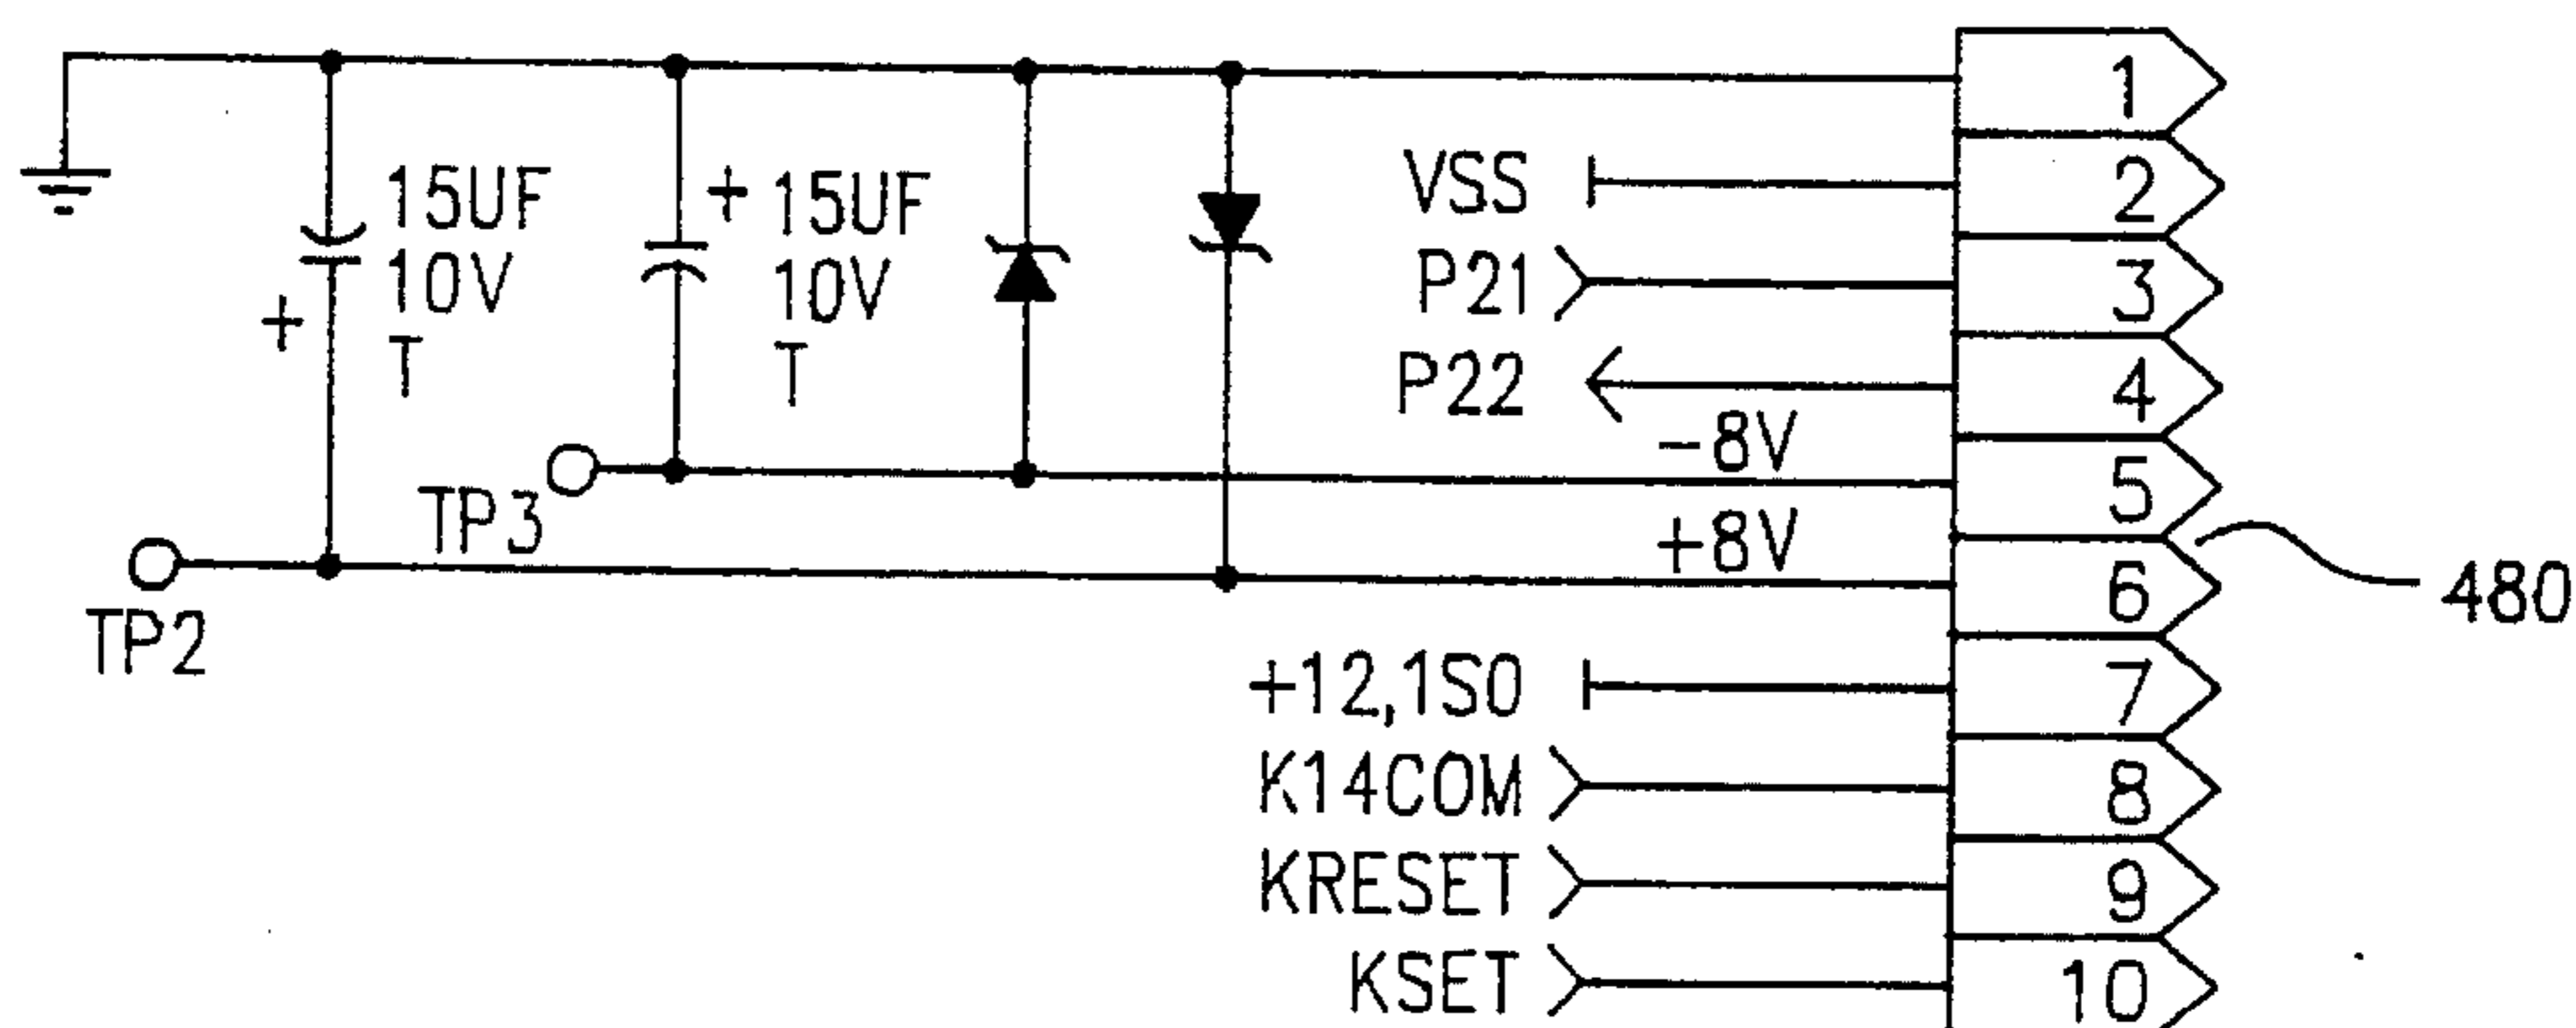 1
VSS 2
15UF
10V
T
+
+ 15UF
10V
T
P21 3
P22 4
-8V
5
TP3
+8V
6
480
TP2
+12,1SO 7
K14COM 8
KRESET 9
KSET 10